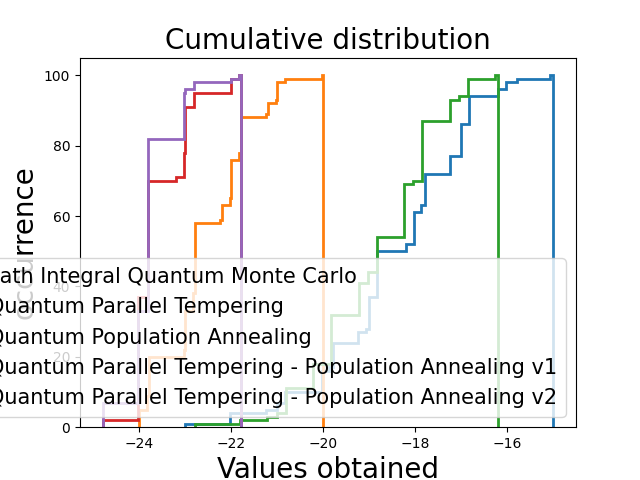 Cumulative distribution
100
80
60
40
20
0
occurrence
ath Integral Quantum Monte Carlo
Quantum Parallel Tempering
Quantum Population Annealing
Quantum Parallel Tempering - Population Annealing v1
Quantum Parallel Tempering - Population Annealing v2
−24
−22
−20
−18
−16
Values obtained